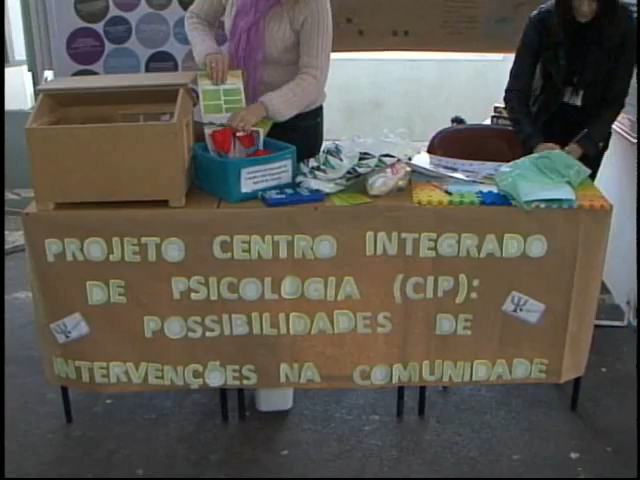 PROJETO CENTRO INTEGRADO
DE PSICOLOGIA (CIP):
POSSIBILIDADES DE
INTERVENÇÕES NA COMUNIDADE
Ψ
Ψ